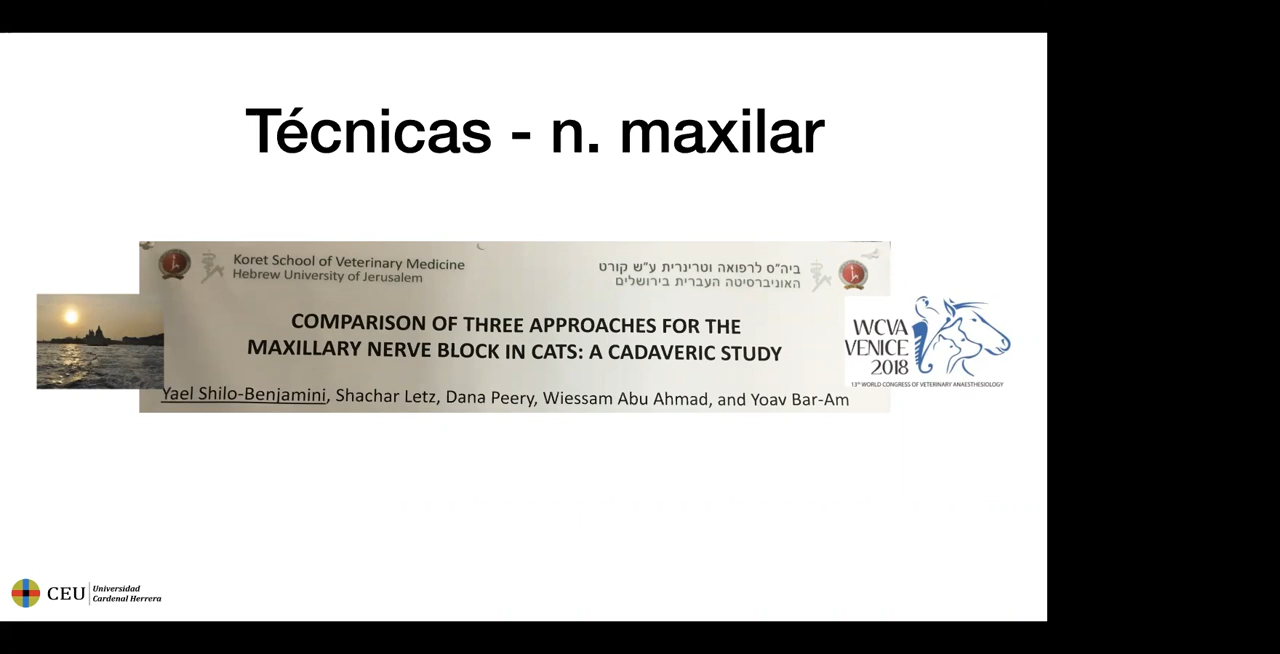 Técnicas - n. maxilar
Koret School of Veterinary Medicine
Hebrew University of Jerusalem
ביה"ס לרפואה וטרינרית ע"ש קורט
האוניברסיטה העברית בירושלים
COMPARISON OF THREE APPROACHES FOR THE
MAXILLARY NERVE BLOCK IN CATS: A CADAVERIC STUDY
Yael Shilo-Benjamini, Shachar Letz, Dana Peery, Wiessam Abu Ahmad, and Yoav Bar-Am
WCVA
VENICE
2018
13th WORLD CONGRESS OF VETERINARY ANAESTHESIOLOGY
CEU Universidad
Cardenal Herrera